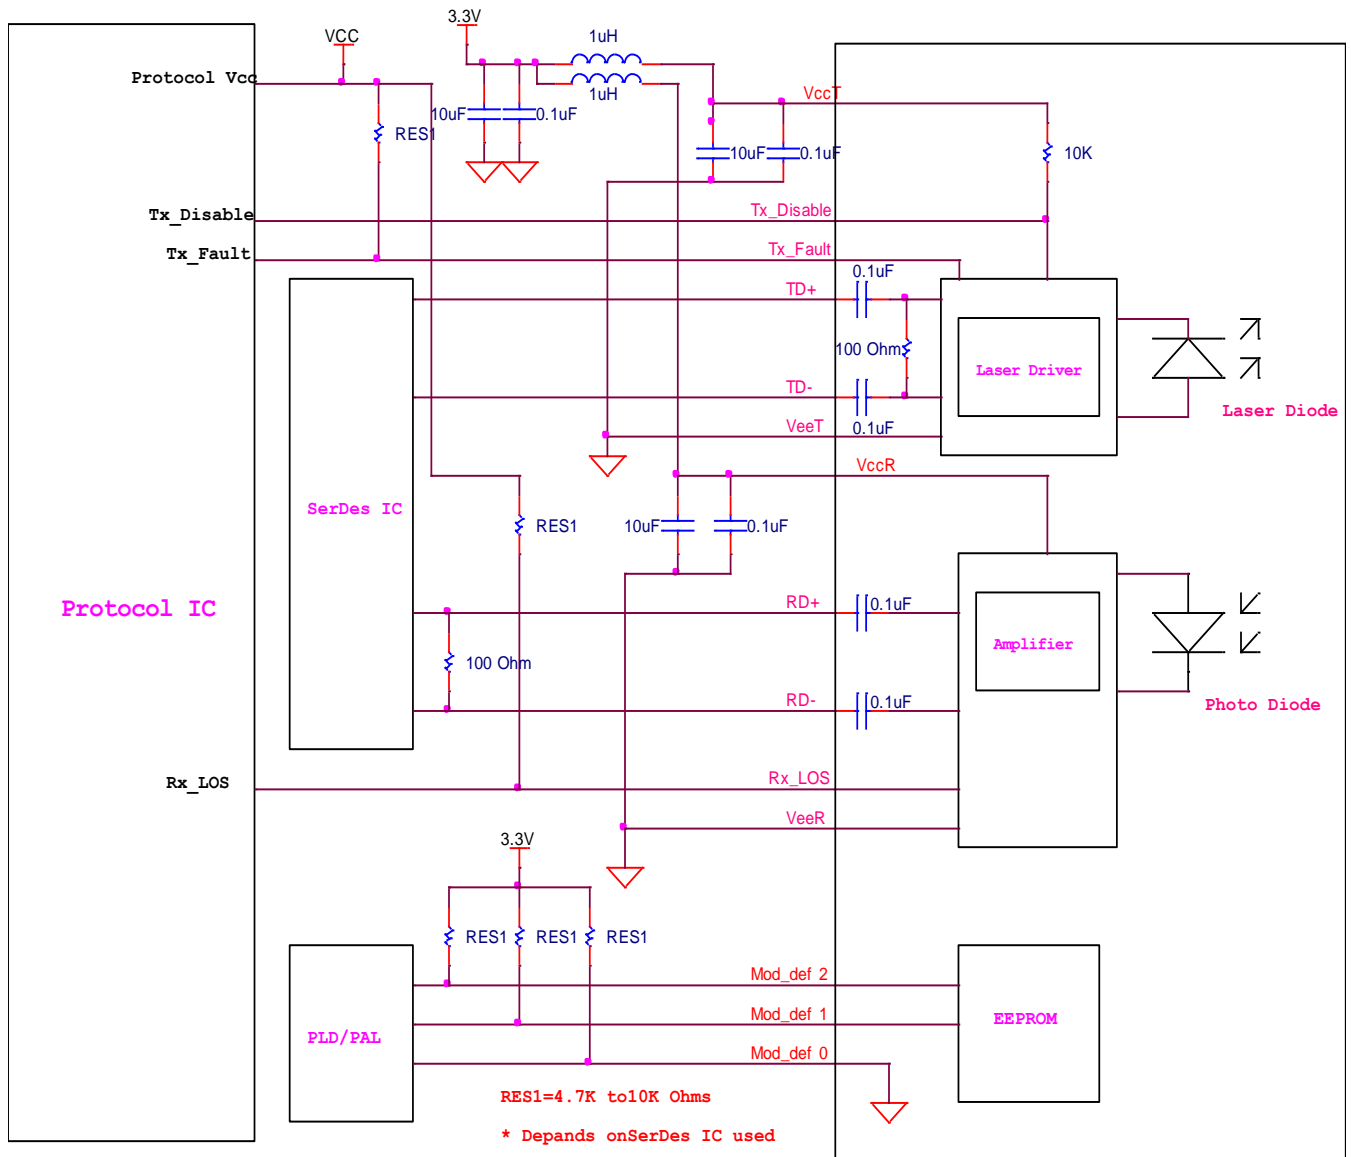 3.3V
VCC
1uH
Protocol Vcc
1uH
VccT
10uF
0.1uF
RES1
10uF
0.1uF
10K
Tx_Disable
Tx_Disable
Tx_Fault
Tx_Fault
0.1uF
TD+
100 Ohm
Laser Driver
TD-
Laser Diode
VeeT
0.1uF
VccR
SerDes IC
RES1
10uF
0.1uF
Protocol IC
RD+
0.1uF
Amplifier
100 Ohm
RD-
0.1uF
Photo Diode
Rx_LOS
Rx_LOS
VeeR
3.3V
RES1
RES1
RES1
Mod_def 2
Mod_def 1
EEPROM
PLD/PAL
Mod_def 0
RES1=4.7K to10K Ohms
* Depands onSerDes IC used